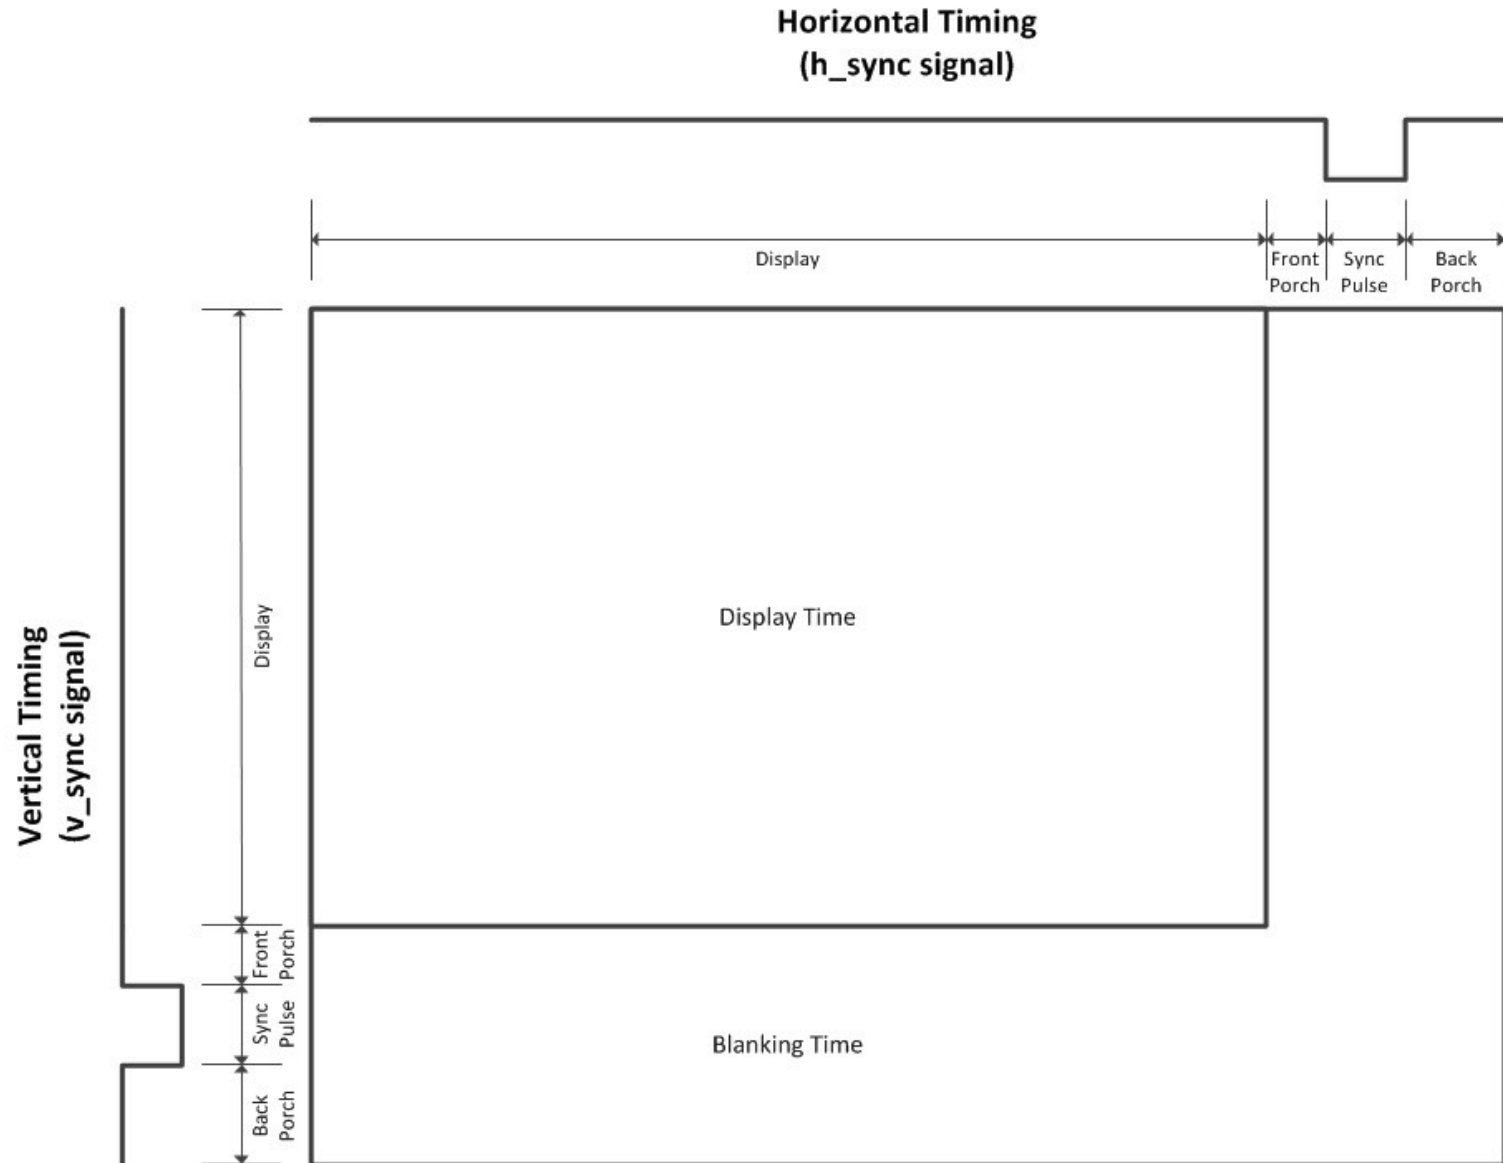 Horizontal Timing
(h_sync signal)
Display
Front
Porch
Sync
Pulse
Back
Porch
Vertical Timing
(v_sync signal)
Display
Front
Porch
Sync
Pulse
Back
Porch
Display Time
Blanking Time